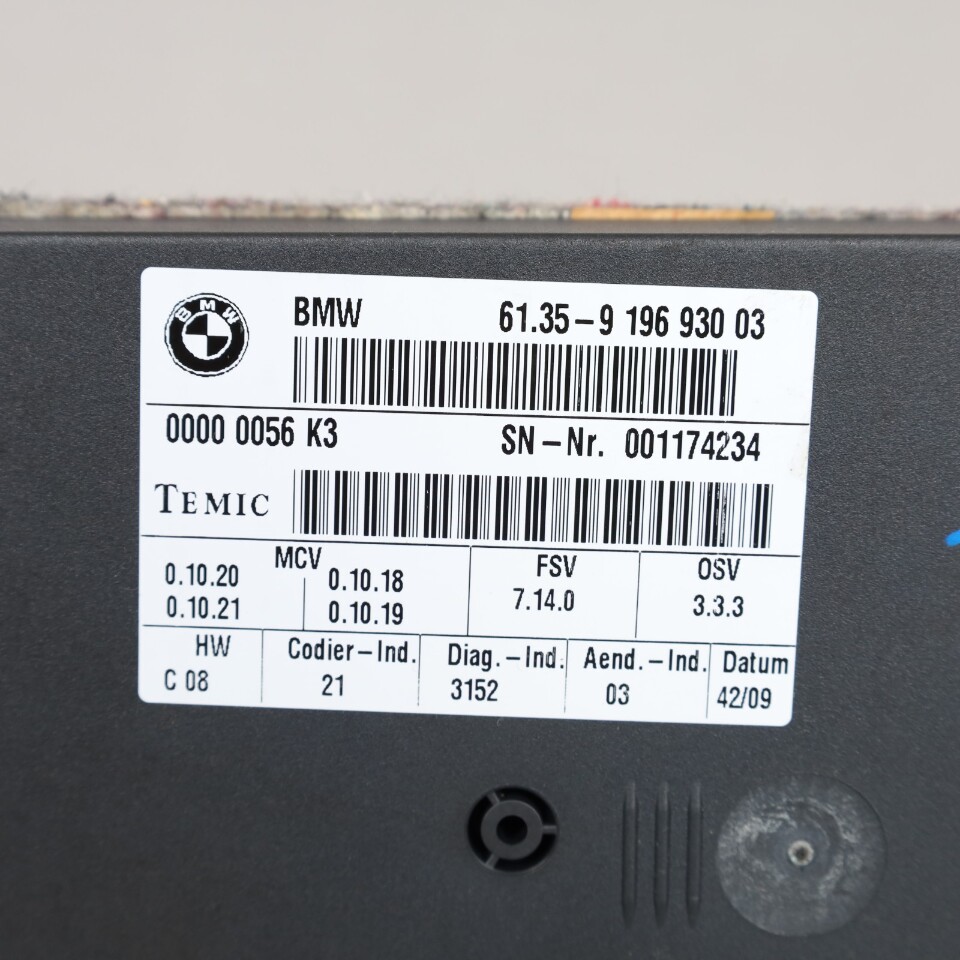 BMW
BMW 61.35-9 196 930 03
0000 0056 K3 SN-Nr. 001174234
TEMIC
MCV FSV OSV
0.10.20 0.10.18 7.14.0 3.3.3
0.10.21 0.10.19
HW Codier-Ind. Diag.-Ind. Aend.-Ind. Datum
C 08 21 3152 03 42/09